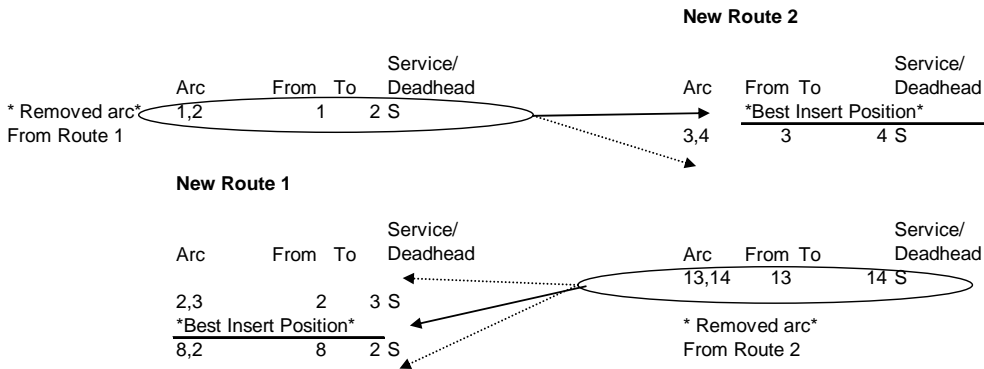 New Route 2
Service/
Arc From To Deadhead
* Removed arc* 1,2 1 2 S
From Route 1
Service/
Arc From To Deadhead
*Best Insert Position*
3,4 3 4 S
New Route 1
Service/
Arc From To Deadhead
2,3 2 3 S
*Best Insert Position*
8,2 8 2 S
Service/
Arc From To Deadhead
13,14 13 14 S
* Removed arc*
From Route 2